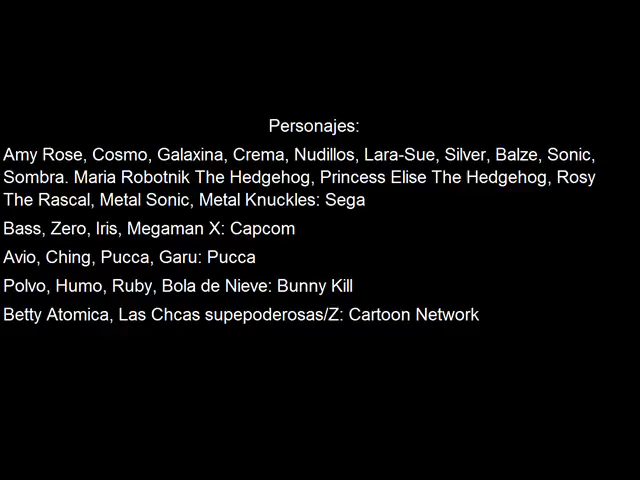 Personajes:
Amy Rose, Cosmo, Galaxina, Crema, Nudillos, Lara-Sue, Silver, Balze, Sonic,
Sombra. Maria Robotnik The Hedgehog, Princess Elise The Hedgehog, Rosy
The Rascal, Metal Sonic, Metal Knuckles: Sega
Bass, Zero, Iris, Megaman X: Capcom
Avio, Ching, Pucca, Garu: Pucca
Polvo, Humo, Ruby, Bola de Nieve: Bunny Kill
Betty Atomica, Las Chcas supepoderosas/Z: Cartoon Network